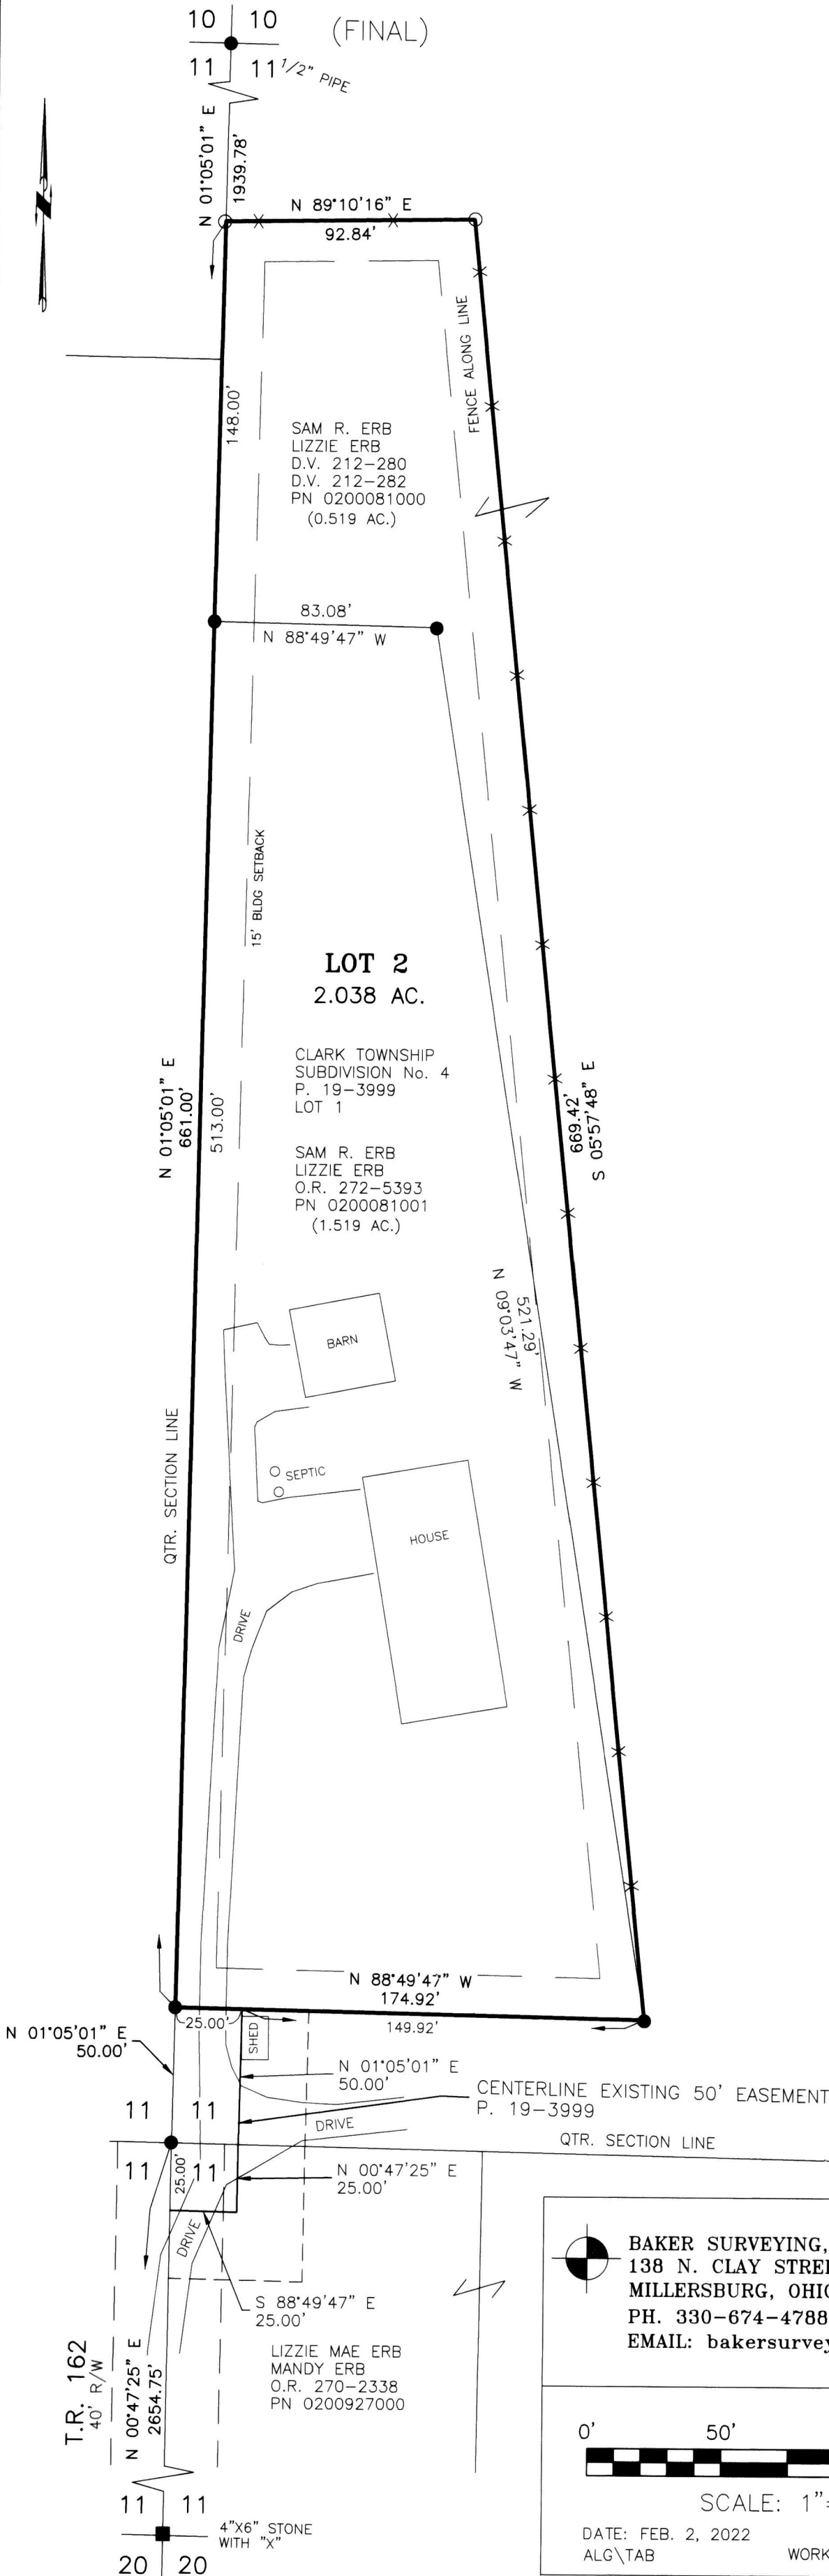 (FINAL)
10 10
11 11
1/2" PIPE
N 01°05'01" E
1939.78'
N 89°10'16" E
92.84'
FENCE ALONG LINE
148.00'
SAM R. ERB
LIZZIE ERB
D.V. 212-280
D.V. 212-282
PN 0200081000
(0.519 AC.)
83.08'
N 88°49'47" W
15' BLDG SETBACK
LOT 2
2.038 AC.
CLARK TOWNSHIP
SUBDIVISION No. 4
P. 19-3999
LOT 1
SAM R. ERB
LIZZIE ERB
O.R. 272-5393
PN 0200081001
(1.519 AC.)
N 01°05'01" E
661.00'
513.00'
669.42'
S 05°57'48" E
521.29'
N 09°03'47" W
BARN
QTR. SECTION LINE
SEPTIC
HOUSE
DRIVE
N 88°49'47" W
174.92'
25.00'
149.92'
SHED
N 01°05'01" E
50.00'
N 01°05'01" E
50.00'
CENTERLINE EXISTING 50' EASEMENT
P. 19-3999
DRIVE
QTR. SECTION LINE
11 11
11 11
25.00'
N 00°47'25" E
25.00'
DRIVE
S 88°49'47" E
25.00'
LIZZIE MAE ERB
MANDY ERB
O.R. 270-2338
PN 0200927000
T.R. 162
40' R/W
N 00°47'25" E
2654.75'
11 11
20 20
4"X6" STONE
WITH "X"
BAKER SURVEYING,
138 N. CLAY STREE
MILLERSBURG, OHIO
PH. 330-674-4788
EMAIL: bakersurvey
0' 50'
SCALE: 1"=
DATE: FEB. 2, 2022
ALG\TAB WORK